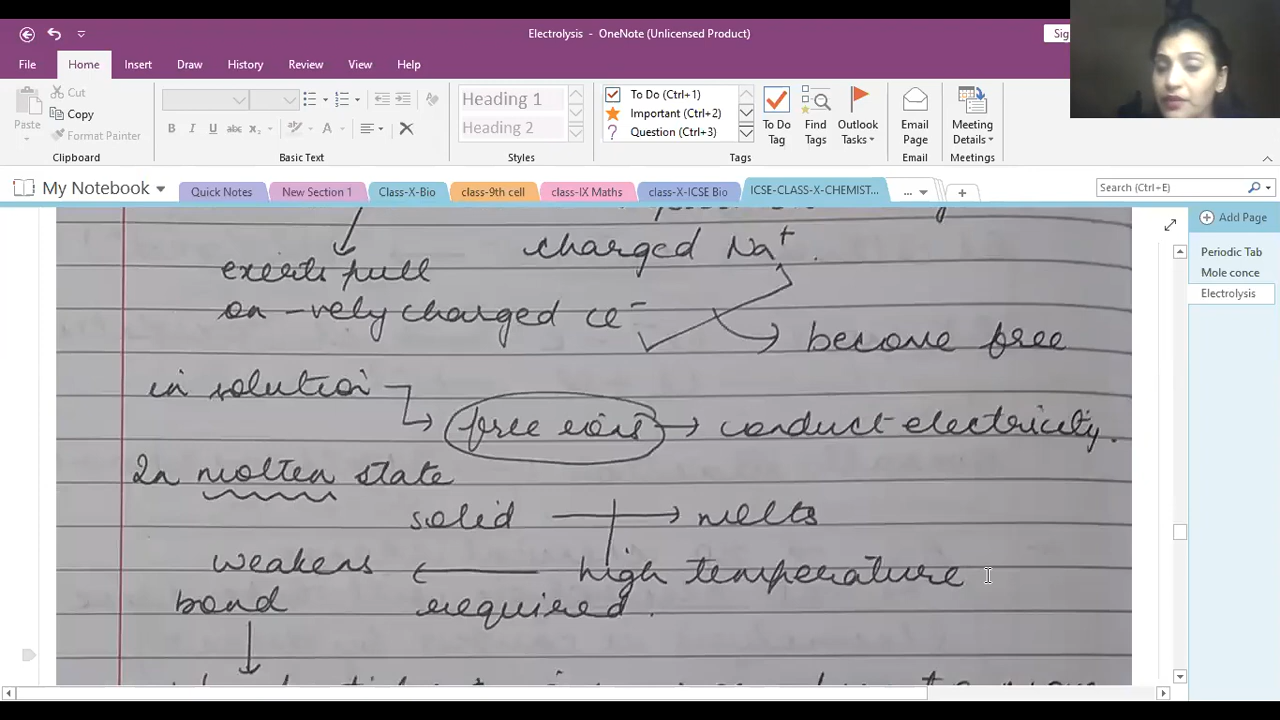 Electrolysis - OneNote (Unlicensed Product)
Sig
File Home Insert Draw History Review View Help
Paste
Cut
Copy
Format Painter
Clipboard
B I U abc x₂ A
Basic Text
Heading 1
Heading 2
Styles
To Do (Ctrl+1)
Important (Ctrl+2)
? Question (Ctrl+3)
Tags
To Do
Tag
Find
Tags
Outlook
Tasks
Email
Page
Email
Meeting
Details
Meetings
My Notebook
Quick Notes New Section 1 Class-X-Bio class-9th cell class-IX Maths class-X-ICSE Bio ICSE-CLASS-X-CHEMIST... ...
Search (Ctrl+E)
Add Page
Periodic Tab
Mole conce
Electrolysis
charged Na⁺.
exerts pull
on -vely charged Cl⁻
become free
in solution
free ions → conduct electricity.
In molten state
solid → melts
weakens ← high temperature
bond required.